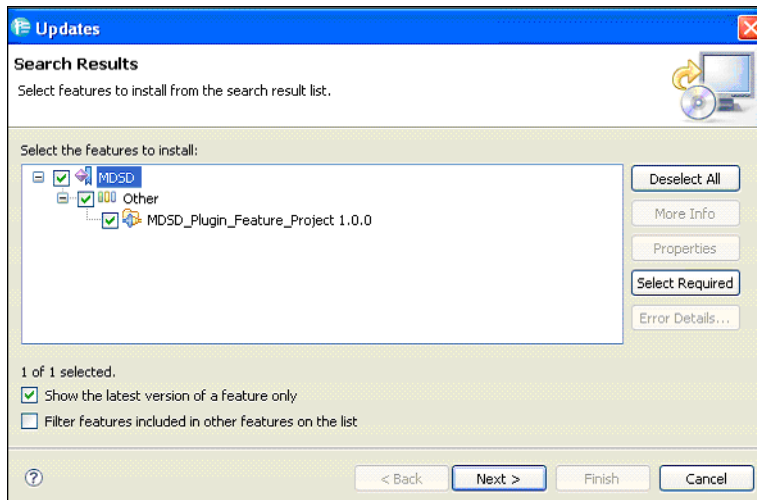 Updates
Search Results
Select features to install from the search result list.
Select the features to install:
MDSD
Other
MDSD_Plugin_Feature_Project 1.0.0
Deselect All
More Info
Properties
Select Required
Error Details...
1 of 1 selected.
Show the latest version of a feature only
Filter features included in other features on the list
?
< Back
Next >
Finish
Cancel